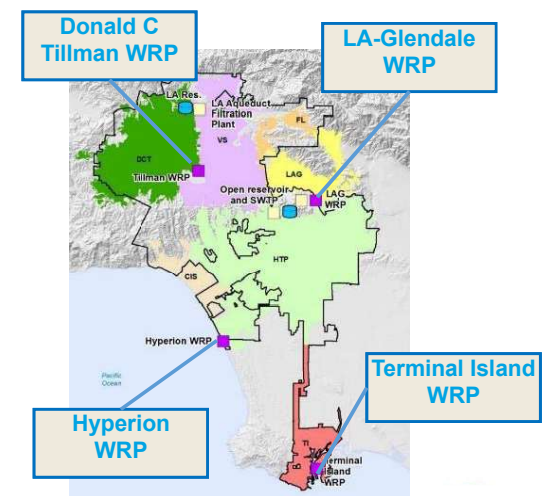 Donald C
Tillman WRP
LA-Glendale
WRP
LA Res.
LA Aqueduct
Filtration
Plant
FL
VS
DCT
Tillman WRP
LAG
Open reservoir
and SWTP
LAG
WRP
CIS
HTP
Hyperion WRP
Pacific
Ocean
Terminal Island
WRP
Hyperion
WRP
TI
Terminal
Island
WRP